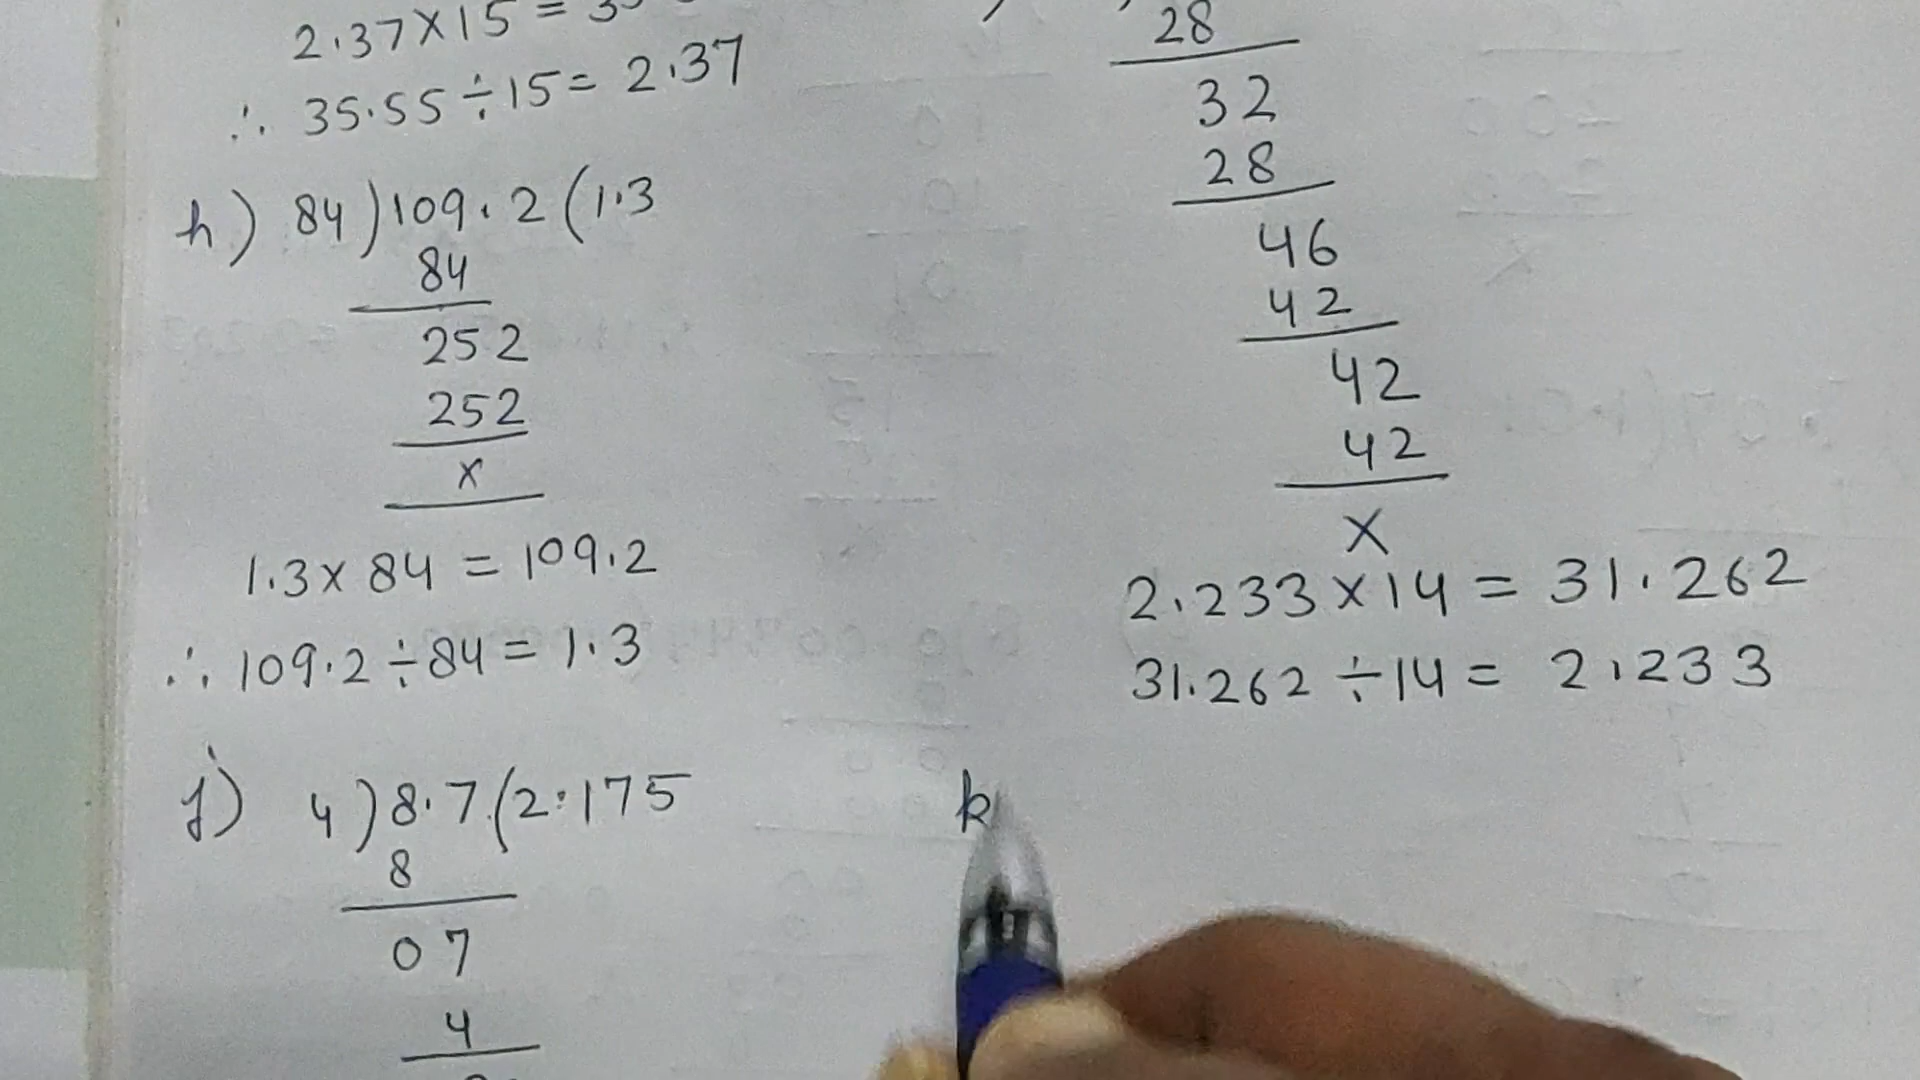 2.37×15 = 3
∴ 35.55÷15= 2.37
h) 84)109.2(1.3
84
252
252
×
1.3×84 = 109.2
∴ 109.2÷84= 1.3
j) 4)8.7(2.175
8
07
4
28
32
28
46
42
42
42
×
2.233×14 = 31.262
31.262÷14= 2.233
k